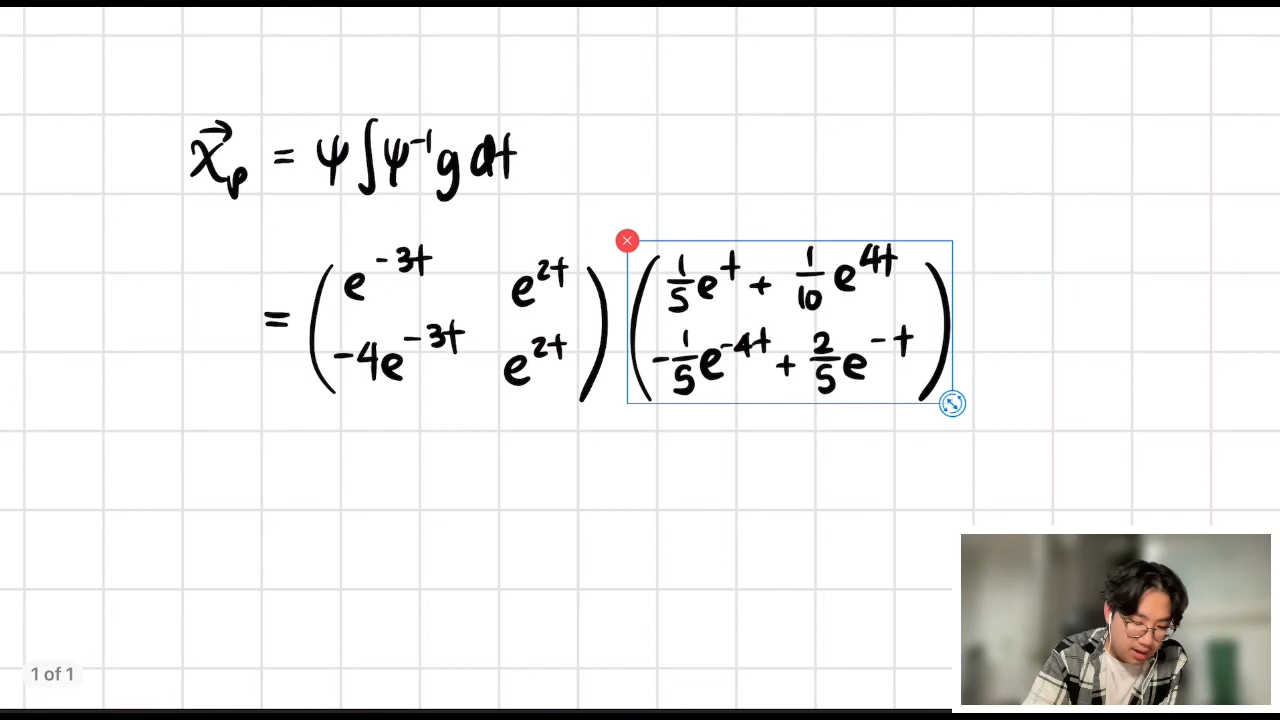 x⃗ₚ = ψ ∫ ψ⁻¹ g dt
= ( e^{-3t} e^{2t} ) ( 1/5 e^{t} + 1/10 e^{4t} )
( -4e^{-3t} e^{2t} ) ( -1/5 e^{-4t} + 2/5 e^{-t} )
1 of 1